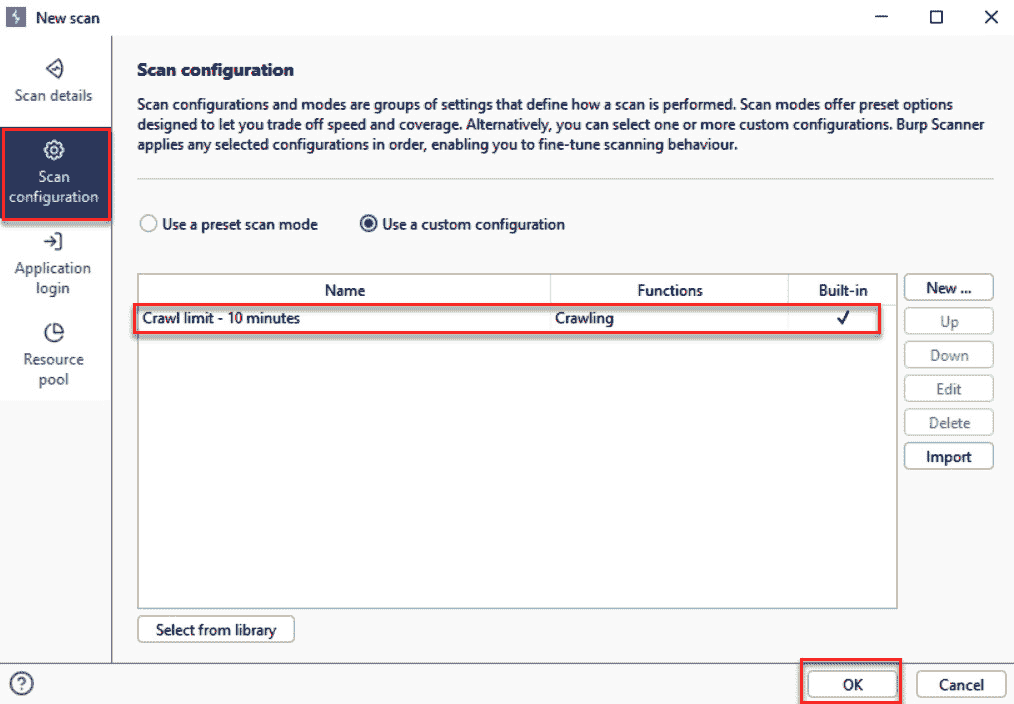 New scan
Scan details
Scan
configuration
Application
login
Resource
pool
Scan configuration
Scan configurations and modes are groups of settings that define how a scan is performed. Scan modes offer preset options
designed to let you trade off speed and coverage. Alternatively, you can select one or more custom configurations. Burp Scanner
applies any selected configurations in order, enabling you to fine-tune scanning behaviour.
Use a preset scan mode Use a custom configuration
Name Functions Built-in
Crawl limit - 10 minutes Crawling ✓
New ...
Up
Down
Edit
Delete
Import
Select from library
? OK Cancel